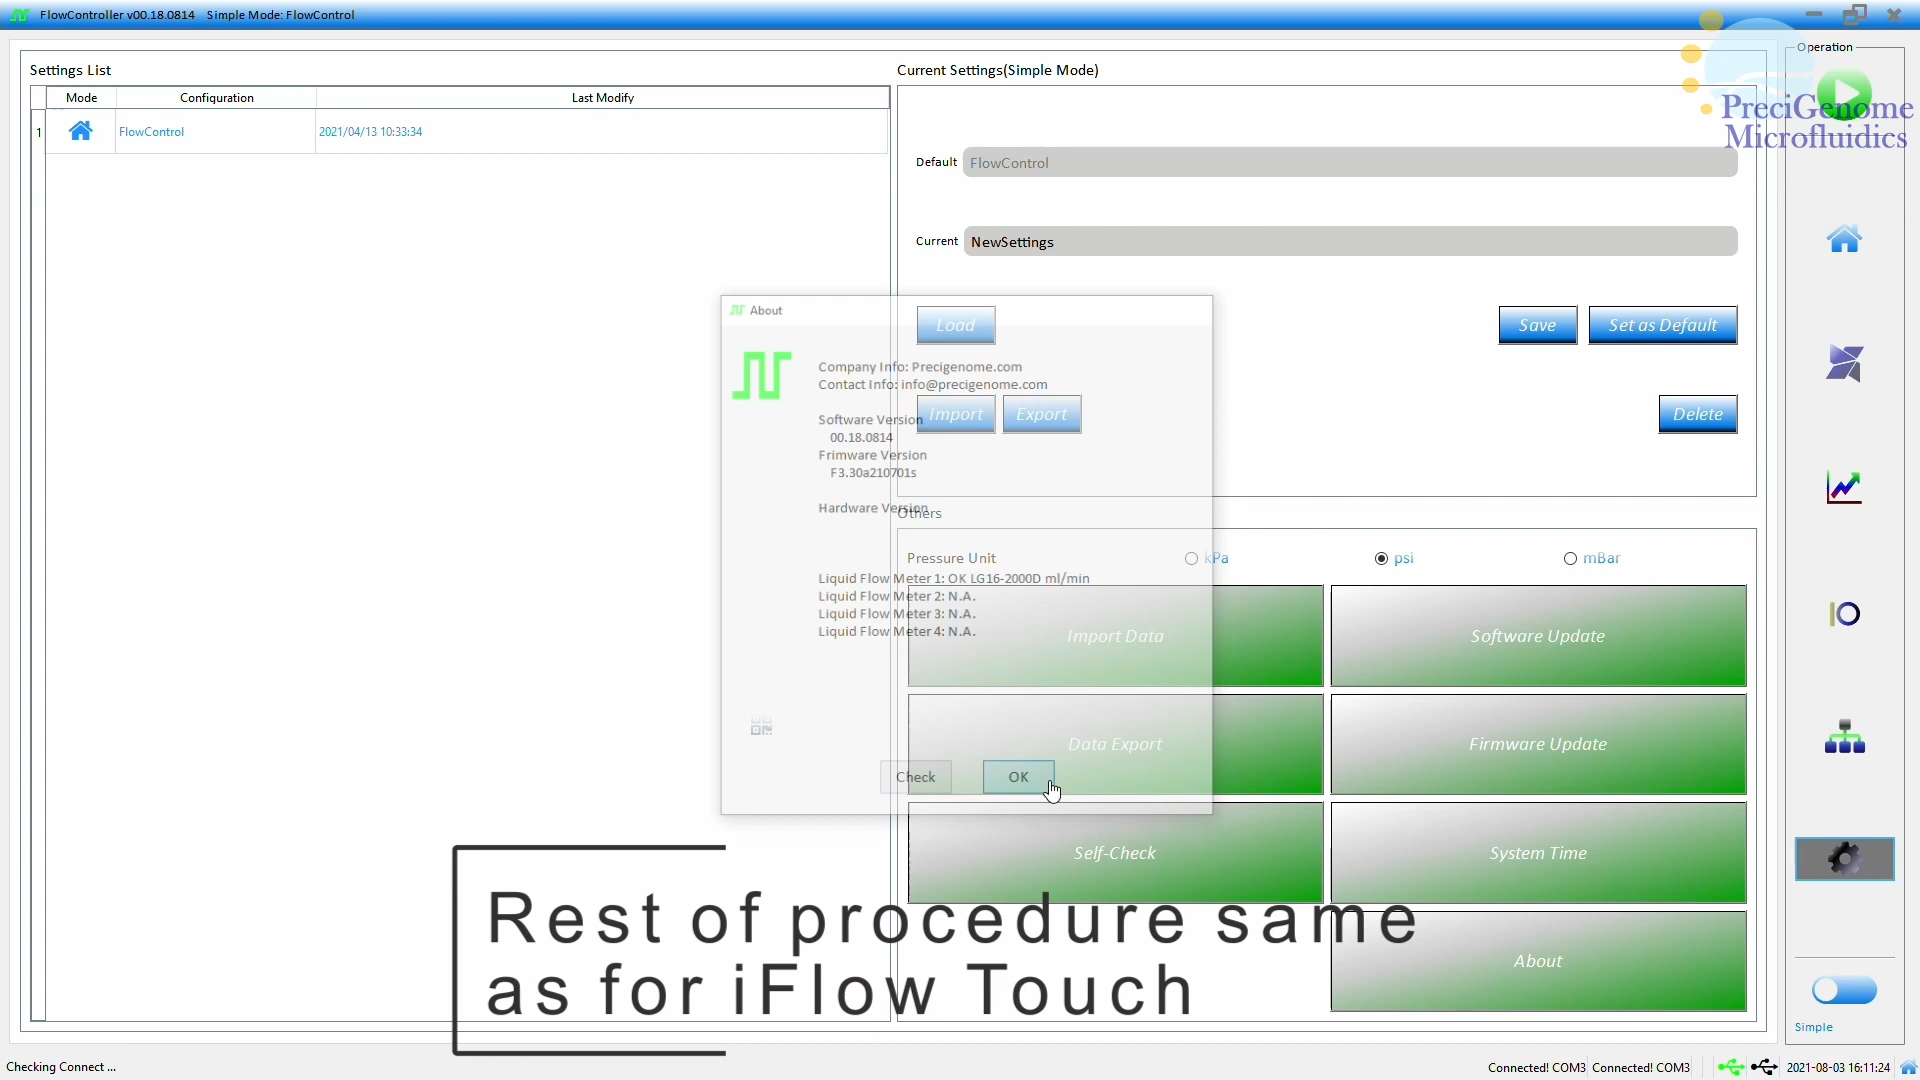 FlowController v00.18.0814 Simple Mode: FlowControl
Operation
PreciGenome
Microfluidics
Settings List
Mode Configuration Last Modify
1 FlowControl 2021/04/13 10:33:34
Current Settings(Simple Mode)
Default FlowControl
Current NewSettings
Load Save Set as Default
Import Export Delete
About
Company Info: Precigenome.com
Contact Info: info@precigenome.com
Software Version
00.18.0814
Frimware Version
F3.30a210701s
Hardware Version
Liquid Flow Meter 1: OK LG16-2000D ml/min
Liquid Flow Meter 2: N.A.
Liquid Flow Meter 3: N.A.
Liquid Flow Meter 4: N.A.
Check OK
Others
Pressure Unit kPa psi mBar
Import Data Software Update
Data Export Firmware Update
Self-Check System Time
About
Rest of procedure same
as for iFlow Touch
Simple
Checking Connect ... Connected! COM3 Connected! COM3 2021-08-03 16:11:24